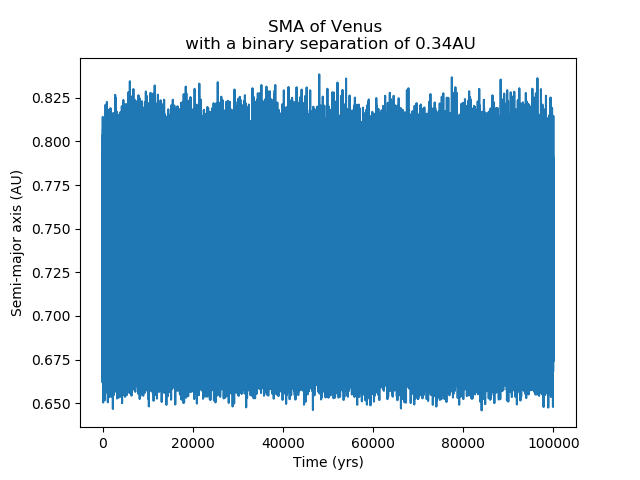 SMA of Venus
with a binary separation of 0.34AU
0.825
0.800
0.775
0.750
0.725
0.700
0.675
0.650
Semi-major axis (AU)
0 20000 40000 60000 80000 100000
Time (yrs)